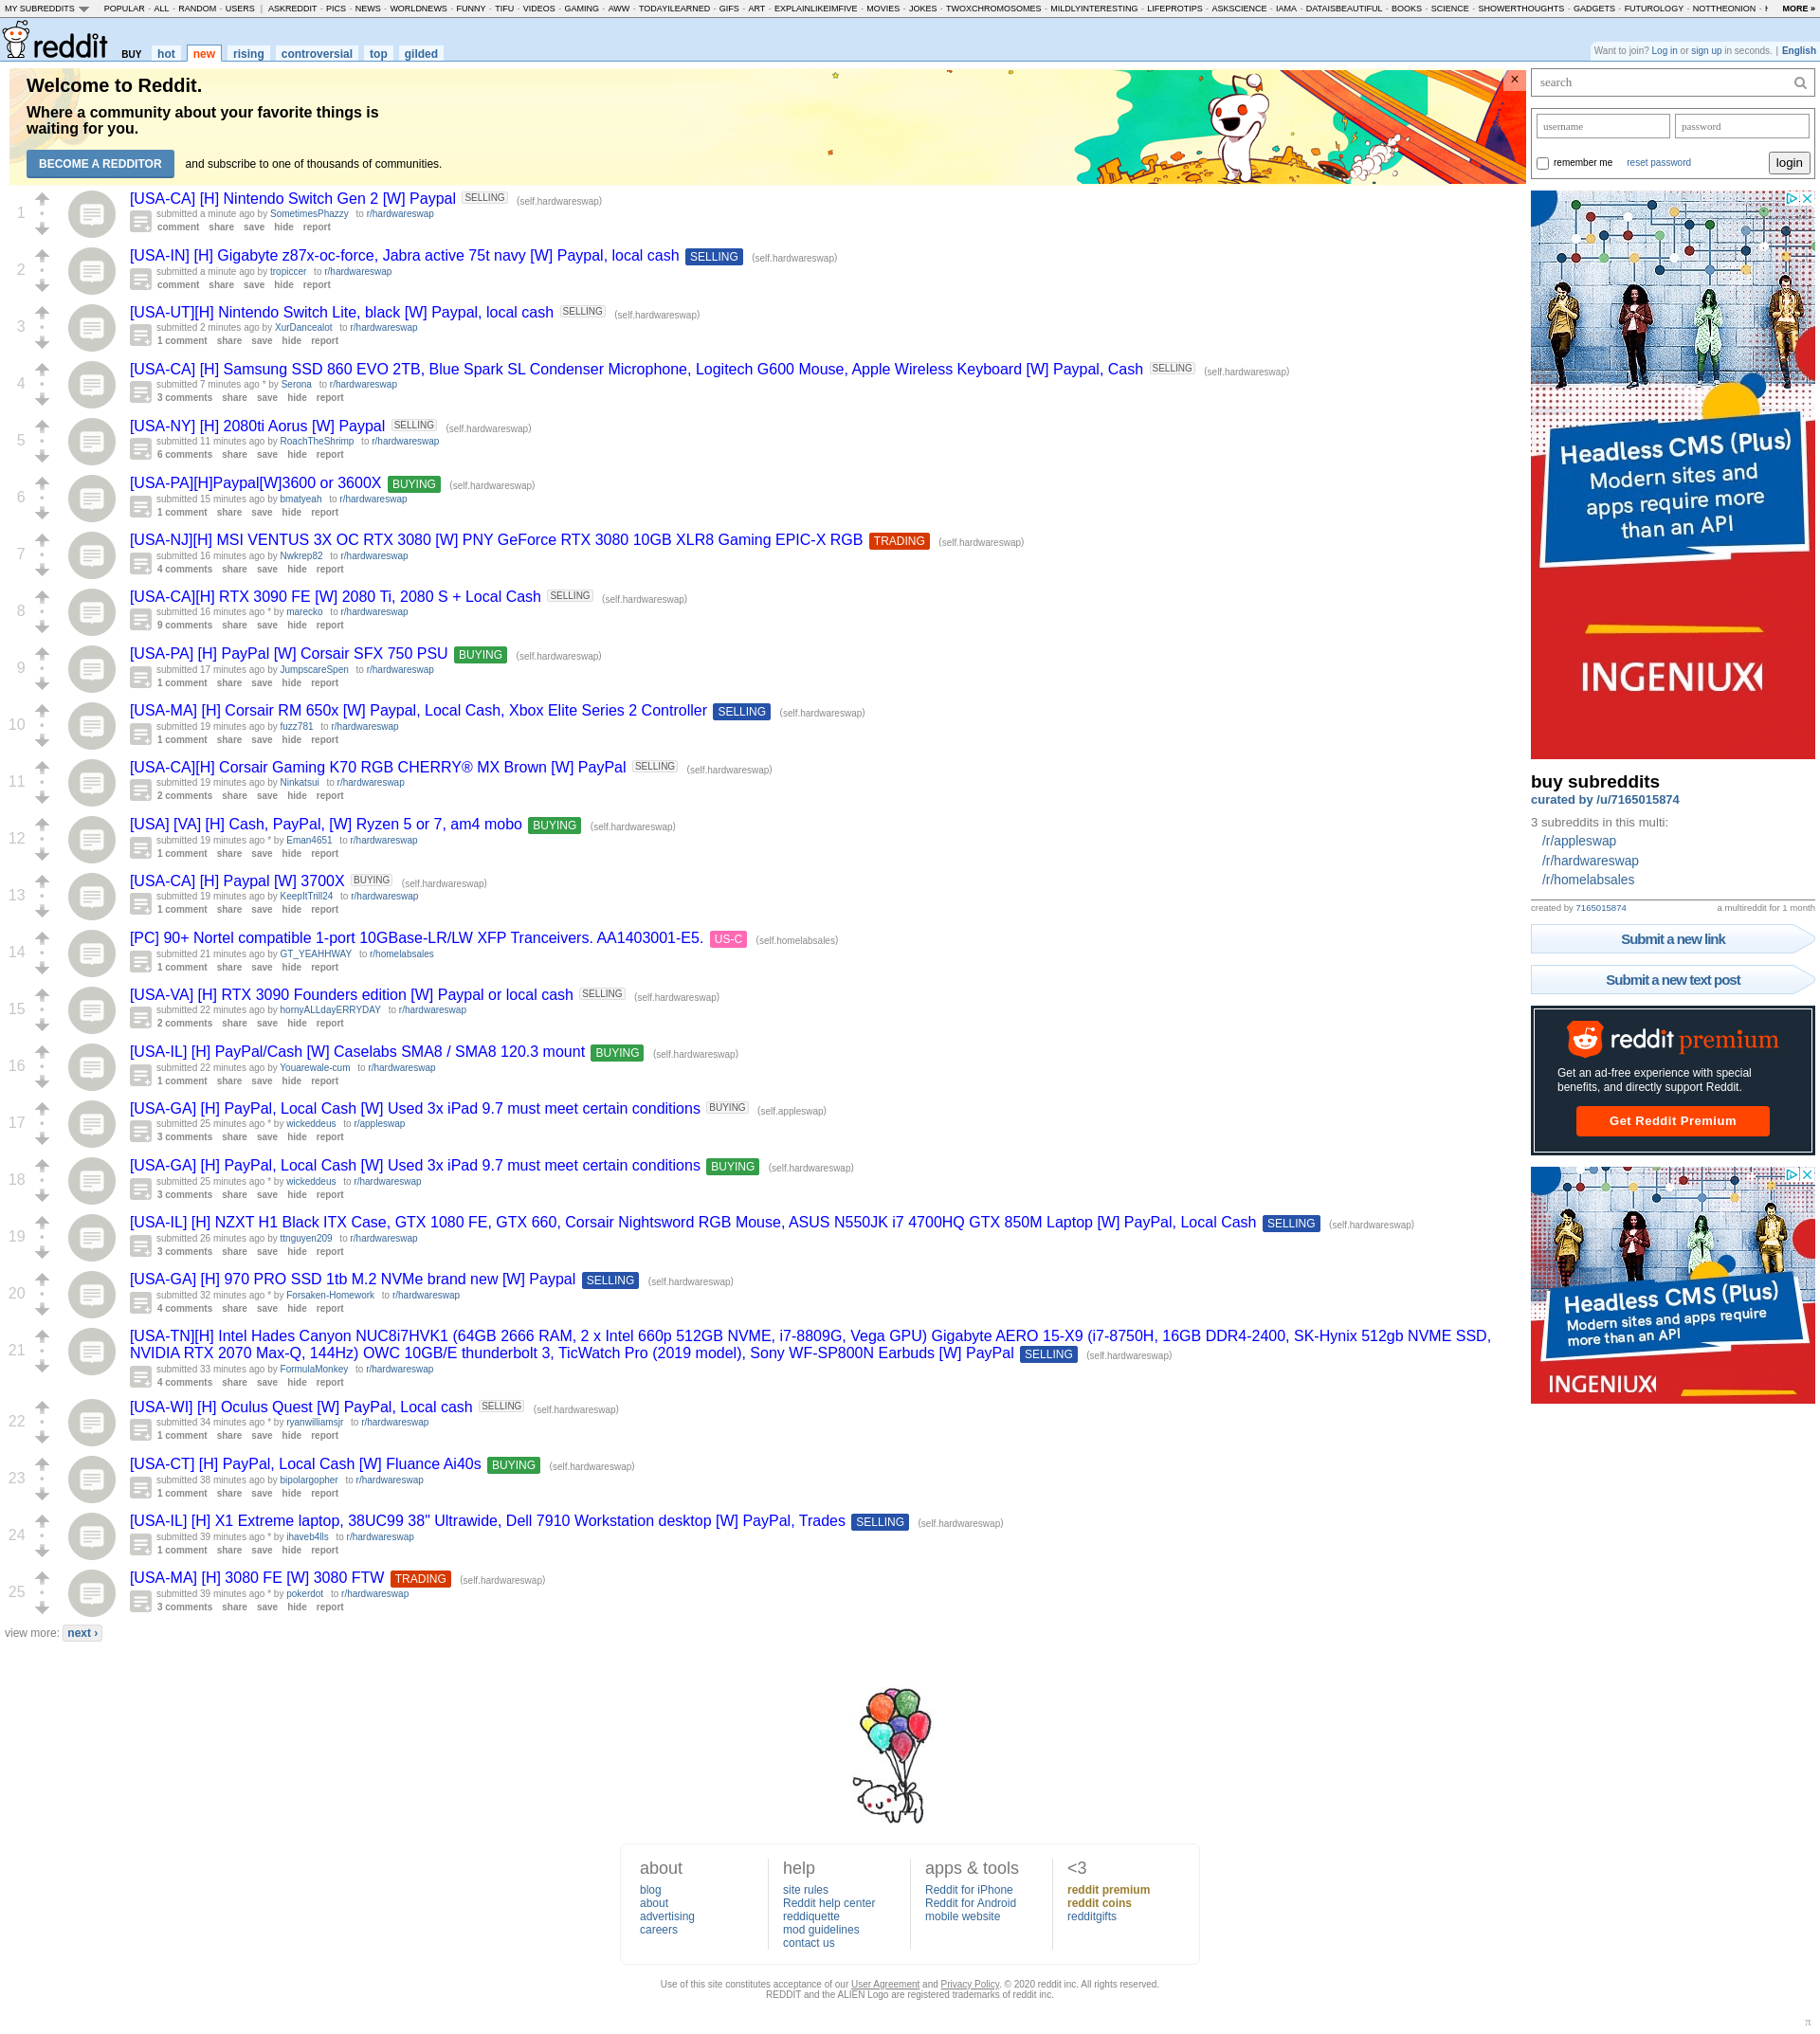 MY SUBREDDITS POPULAR - ALL - RANDOM - USERS | ASKREDDIT - PICS - NEWS - WORLDNEWS - FUNNY - TIFU - VIDEOS - GAMING - AWW - TODAYILEARNED - GIFS - ART - EXPLAINLIKEIMFIVE - MOVIES - JOKES - TWOXCHROMOSOMES - MILDLYINTERESTING - LIFEPROTIPS - ASKSCIENCE - IAMA - DATAISBEAUTIFUL - BOOKS - SCIENCE - SHOWERTHOUGHTS - GADGETS - FUTUROLOGY - NOTTHEONION - MORE »
reddit BUY hot new rising controversial top gilded
Want to join? Log in or sign up in seconds. | English
Welcome to Reddit.
Where a community about your favorite things is
waiting for you.
BECOME A REDDITOR and subscribe to one of thousands of communities.
1
[USA-CA] [H] Nintendo Switch Gen 2 [W] Paypal SELLING (self.hardwareswap)
submitted a minute ago by SometimesPhazzy to r/hardwareswap
comment share save hide report
2
[USA-IN] [H] Gigabyte z87x-oc-force, Jabra active 75t navy [W] Paypal, local cash SELLING (self.hardwareswap)
submitted a minute ago by tropiccer to r/hardwareswap
comment share save hide report
3
[USA-UT][H] Nintendo Switch Lite, black [W] Paypal, local cash SELLING (self.hardwareswap)
submitted 2 minutes ago by XurDancealot to r/hardwareswap
1 comment share save hide report
4
[USA-CA] [H] Samsung SSD 860 EVO 2TB, Blue Spark SL Condenser Microphone, Logitech G600 Mouse, Apple Wireless Keyboard [W] Paypal, Cash SELLING (self.hardwareswap)
submitted 7 minutes ago * by Serona to r/hardwareswap
3 comments share save hide report
5
[USA-NY] [H] 2080ti Aorus [W] Paypal SELLING (self.hardwareswap)
submitted 11 minutes ago by RoachTheShrimp to r/hardwareswap
6 comments share save hide report
6
[USA-PA][H]Paypal[W]3600 or 3600X BUYING (self.hardwareswap)
submitted 15 minutes ago by bmatyeah to r/hardwareswap
1 comment share save hide report
7
[USA-NJ][H] MSI VENTUS 3X OC RTX 3080 [W] PNY GeForce RTX 3080 10GB XLR8 Gaming EPIC-X RGB TRADING (self.hardwareswap)
submitted 16 minutes ago by Nwkrep82 to r/hardwareswap
4 comments share save hide report
8
[USA-CA][H] RTX 3090 FE [W] 2080 Ti, 2080 S + Local Cash SELLING (self.hardwareswap)
submitted 16 minutes ago * by marecko to r/hardwareswap
9 comments share save hide report
9
[USA-PA] [H] PayPal [W] Corsair SFX 750 PSU BUYING (self.hardwareswap)
submitted 17 minutes ago by JumpscareSpen to r/hardwareswap
1 comment share save hide report
10
[USA-MA] [H] Corsair RM 650x [W] Paypal, Local Cash, Xbox Elite Series 2 Controller SELLING (self.hardwareswap)
submitted 19 minutes ago by fuzz781 to r/hardwareswap
1 comment share save hide report
11
[USA-CA][H] Corsair Gaming K70 RGB CHERRY® MX Brown [W] PayPal SELLING (self.hardwareswap)
submitted 19 minutes ago by Ninkatsui to r/hardwareswap
2 comments share save hide report
12
[USA] [VA] [H] Cash, PayPal, [W] Ryzen 5 or 7, am4 mobo BUYING (self.hardwareswap)
submitted 19 minutes ago * by Eman4651 to r/hardwareswap
1 comment share save hide report
13
[USA-CA] [H] Paypal [W] 3700X BUYING (self.hardwareswap)
submitted 19 minutes ago by KeepItTrill24 to r/hardwareswap
1 comment share save hide report
14
[PC] 90+ Nortel compatible 1-port 10GBase-LR/LW XFP Tranceivers. AA1403001-E5. US-C (self.homelabsales)
submitted 21 minutes ago by GT_YEAHHWAY to r/homelabsales
1 comment share save hide report
15
[USA-VA] [H] RTX 3090 Founders edition [W] Paypal or local cash SELLING (self.hardwareswap)
submitted 22 minutes ago by hornyALLdayERRYDAY to r/hardwareswap
2 comments share save hide report
16
[USA-IL] [H] PayPal/Cash [W] Caselabs SMA8 / SMA8 120.3 mount BUYING (self.hardwareswap)
submitted 22 minutes ago by Youarewale-cum to r/hardwareswap
1 comment share save hide report
17
[USA-GA] [H] PayPal, Local Cash [W] Used 3x iPad 9.7 must meet certain conditions BUYING (self.appleswap)
submitted 25 minutes ago * by wickeddeus to r/appleswap
3 comments share save hide report
18
[USA-GA] [H] PayPal, Local Cash [W] Used 3x iPad 9.7 must meet certain conditions BUYING (self.hardwareswap)
submitted 25 minutes ago * by wickeddeus to r/hardwareswap
3 comments share save hide report
19
[USA-IL] [H] NZXT H1 Black ITX Case, GTX 1080 FE, GTX 660, Corsair Nightsword RGB Mouse, ASUS N550JK i7 4700HQ GTX 850M Laptop [W] PayPal, Local Cash SELLING (self.hardwareswap)
submitted 26 minutes ago by ttnguyen209 to r/hardwareswap
3 comments share save hide report
20
[USA-GA] [H] 970 PRO SSD 1tb M.2 NVMe brand new [W] Paypal SELLING (self.hardwareswap)
submitted 32 minutes ago * by Forsaken-Homework to r/hardwareswap
4 comments share save hide report
21
[USA-TN][H] Intel Hades Canyon NUC8i7HVK1 (64GB 2666 RAM, 2 x Intel 660p 512GB NVME, i7-8809G, Vega GPU) Gigabyte AERO 15-X9 (i7-8750H, 16GB DDR4-2400, SK-Hynix 512gb NVME SSD,
NVIDIA RTX 2070 Max-Q, 144Hz) OWC 10GB/E thunderbolt 3, TicWatch Pro (2019 model), Sony WF-SP800N Earbuds [W] PayPal SELLING (self.hardwareswap)
submitted 33 minutes ago by FormulaMonkey to r/hardwareswap
4 comments share save hide report
22
[USA-WI] [H] Oculus Quest [W] PayPal, Local cash SELLING (self.hardwareswap)
submitted 34 minutes ago * by ryanwilliamsjr to r/hardwareswap
1 comment share save hide report
23
[USA-CT] [H] PayPal, Local Cash [W] Fluance Ai40s BUYING (self.hardwareswap)
submitted 38 minutes ago by bipolargopher to r/hardwareswap
1 comment share save hide report
24
[USA-IL] [H] X1 Extreme laptop, 38UC99 38" Ultrawide, Dell 7910 Workstation desktop [W] PayPal, Trades SELLING (self.hardwareswap)
submitted 39 minutes ago * by ihaveb4lls to r/hardwareswap
1 comment share save hide report
25
[USA-MA] [H] 3080 FE [W] 3080 FTW TRADING (self.hardwareswap)
submitted 39 minutes ago * by pokerdot to r/hardwareswap
3 comments share save hide report
view more: next ›
search
username password
remember me reset password login
Headless CMS (Plus)
Modern sites and
apps require more
than an API
INGENIUX
buy subreddits
curated by /u/7165015874
3 subreddits in this multi:
/r/appleswap
/r/hardwareswap
/r/homelabsales
created by 7165015874 a multireddit for 1 month
Submit a new link
Submit a new text post
reddit premium
Get an ad-free experience with special
benefits, and directly support Reddit.
Get Reddit Premium
Headless CMS (Plus)
Modern sites and apps require
more than an API
INGENIUX
about
blog
about
advertising
careers
help
site rules
Reddit help center
reddiquette
mod guidelines
contact us
apps & tools
Reddit for iPhone
Reddit for Android
mobile website
<3
reddit premium
reddit coins
redditgifts
Use of this site constitutes acceptance of our User Agreement and Privacy Policy. © 2020 reddit inc. All rights reserved.
REDDIT and the ALIEN Logo are registered trademarks of reddit inc.
π